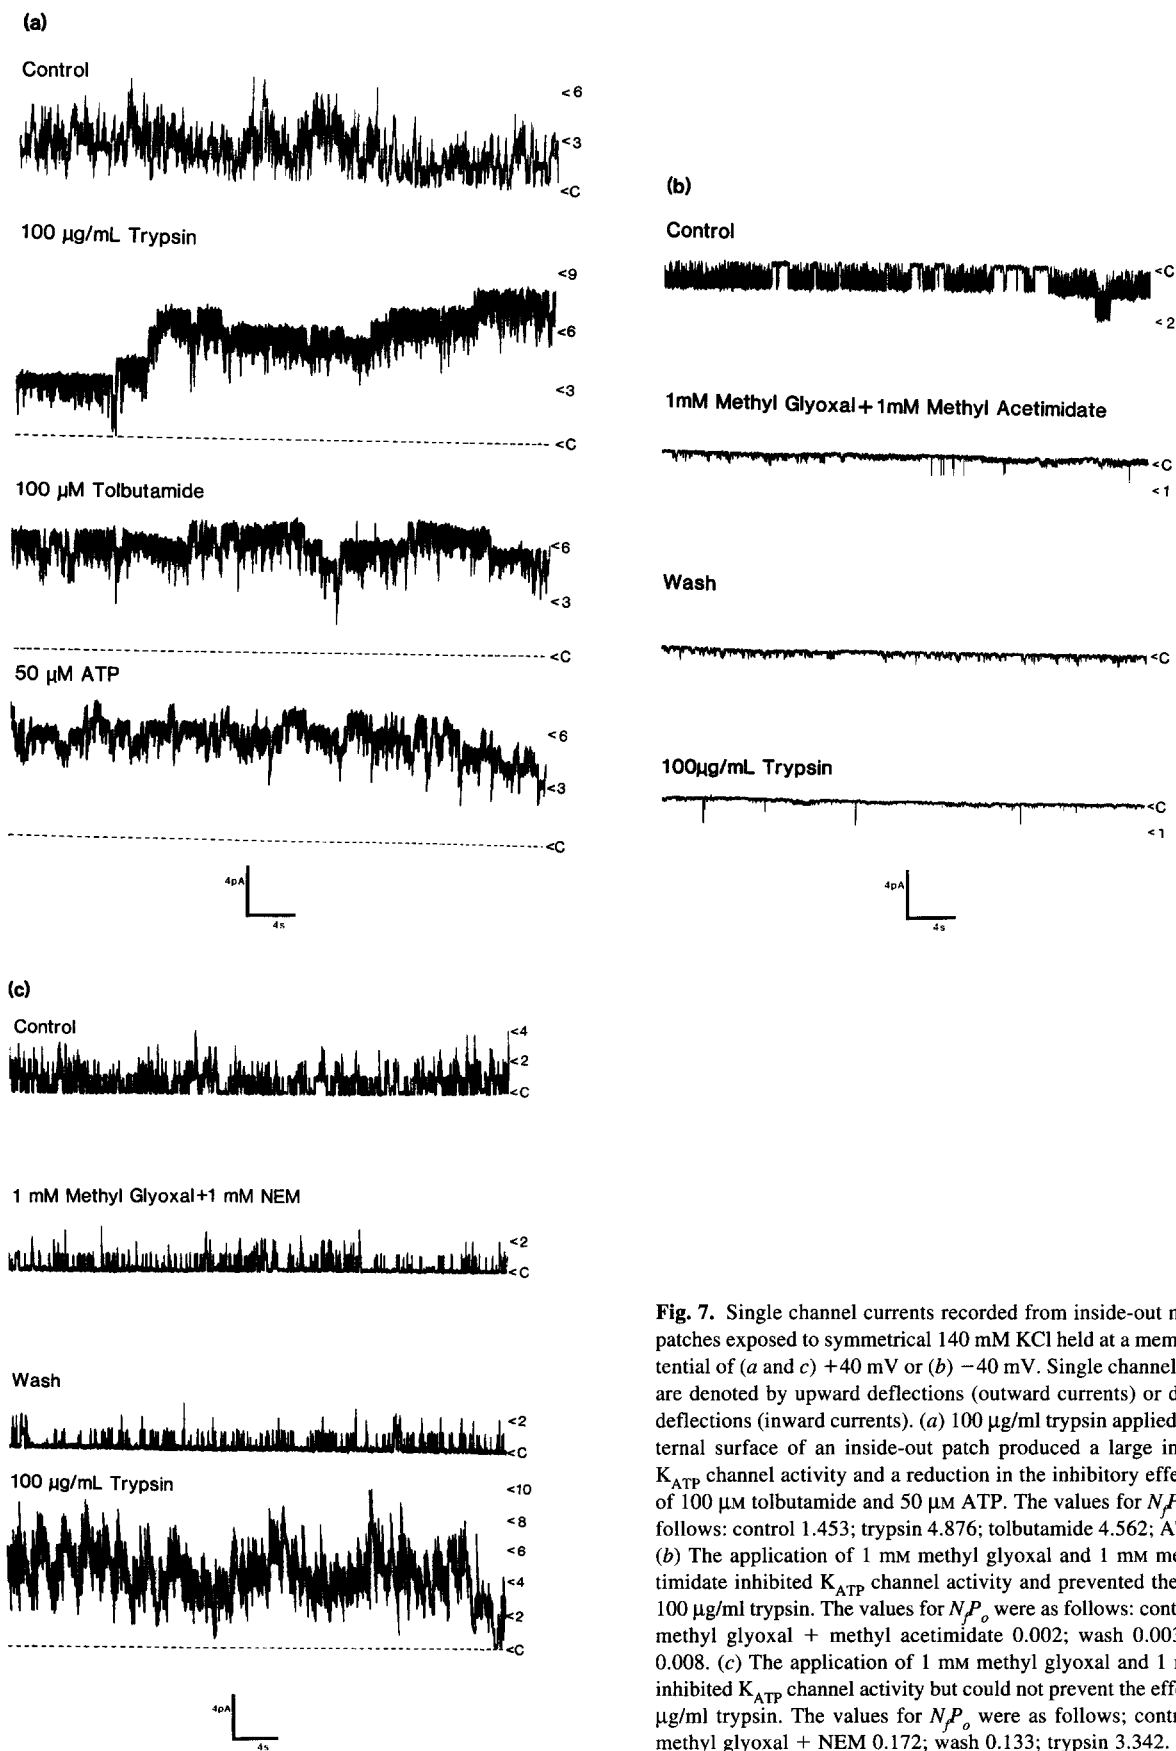 (a)
Control
<6
<3
<C
100 µg/mL Trypsin
<9
<6
<3
<C
100 µM Tolbutamide
<6
<3
<C
50 µM ATP
<6
<3
<C
4pA
4s
(b)
Control
<C
<2
1mM Methyl Glyoxal+1mM Methyl Acetimidate
<C
<1
Wash
<C
100µg/mL Trypsin
<C
<1
4pA
4s
(c)
Control
<4
<2
<C
1 mM Methyl Glyoxal+1 mM NEM
<2
<C
Wash
<2
<C
100 µg/mL Trypsin
<10
<8
<6
<4
<2
<C
4pA
4s
Fig. 7. Single channel currents recorded from inside-out
patches exposed to symmetrical 140 mM KCl held at a mem
tential of (a and c) +40 mV or (b) −40 mV. Single channel
are denoted by upward deflections (outward currents) or d
deflections (inward currents). (a) 100 µg/ml trypsin applied
ternal surface of an inside-out patch produced a large in
KATP channel activity and a reduction in the inhibitory effe
of 100 µM tolbutamide and 50 µM ATP. The values for NfP
follows: control 1.453; trypsin 4.876; tolbutamide 4.562; A
(b) The application of 1 mM methyl glyoxal and 1 mM me
timidate inhibited KATP channel activity and prevented the
100 µg/ml trypsin. The values for NfPo were as follows: cont
methyl glyoxal + methyl acetimidate 0.002; wash 0.003
0.008. (c) The application of 1 mM methyl glyoxal and 1
inhibited KATP channel activity but could not prevent the effe
µg/ml trypsin. The values for NfPo were as follows; contr
methyl glyoxal + NEM 0.172; wash 0.133; trypsin 3.342.